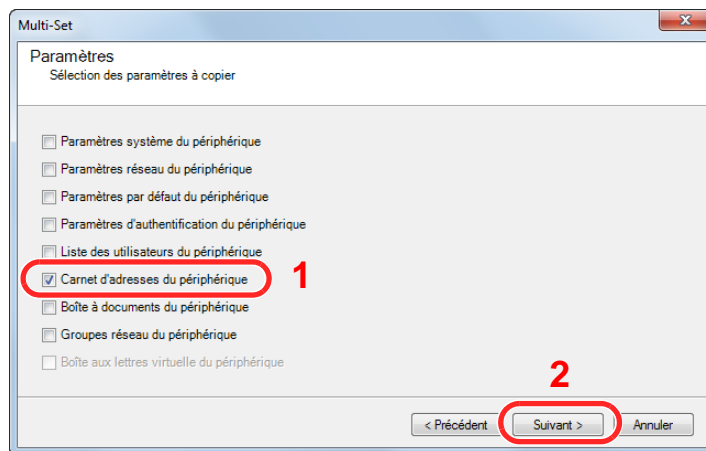 Multi-Set
Paramètres
Sélection des paramètres à copier
Paramètres système du périphérique
Paramètres réseau du périphérique
Paramètres par défaut du périphérique
Paramètres d'authentification du périphérique
Liste des utilisateurs du périphérique
Carnet d'adresses du périphérique 1
Boîte à documents du périphérique
Groupes réseau du périphérique
Boîte aux lettres virtuelle du périphérique
2
< Précédent Suivant > Annuler